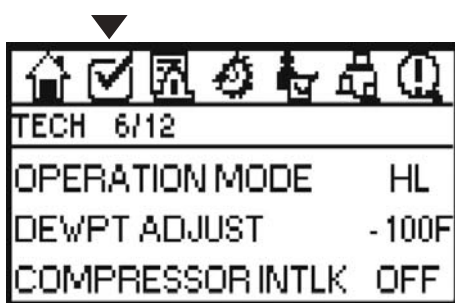 TECH 6/12
OPERATION MODE HL
DEWPT ADJUST -100F
COMPRESSOR INTLK OFF